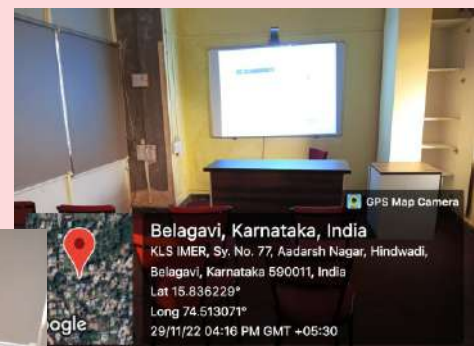 GPS Map Camera
Belagavi, Karnataka, India
KLS IMER, Sy. No. 77, Aadarsh Nagar, Hindwadi,
Belagavi, Karnataka 590011, India
Lat 15.836229°
Long 74.513071°
29/11/22 04:16 PM GMT +05:30
ogle